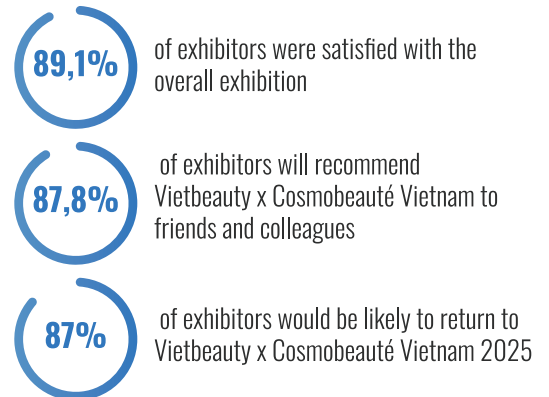 89,1%
of exhibitors were satisfied with the
overall exhibition
87,8%
of exhibitors will recommend
Vietbeauty x Cosmobeauté Vietnam to
friends and colleagues
87%
of exhibitors would be likely to return to
Vietbeauty x Cosmobeauté Vietnam 2025